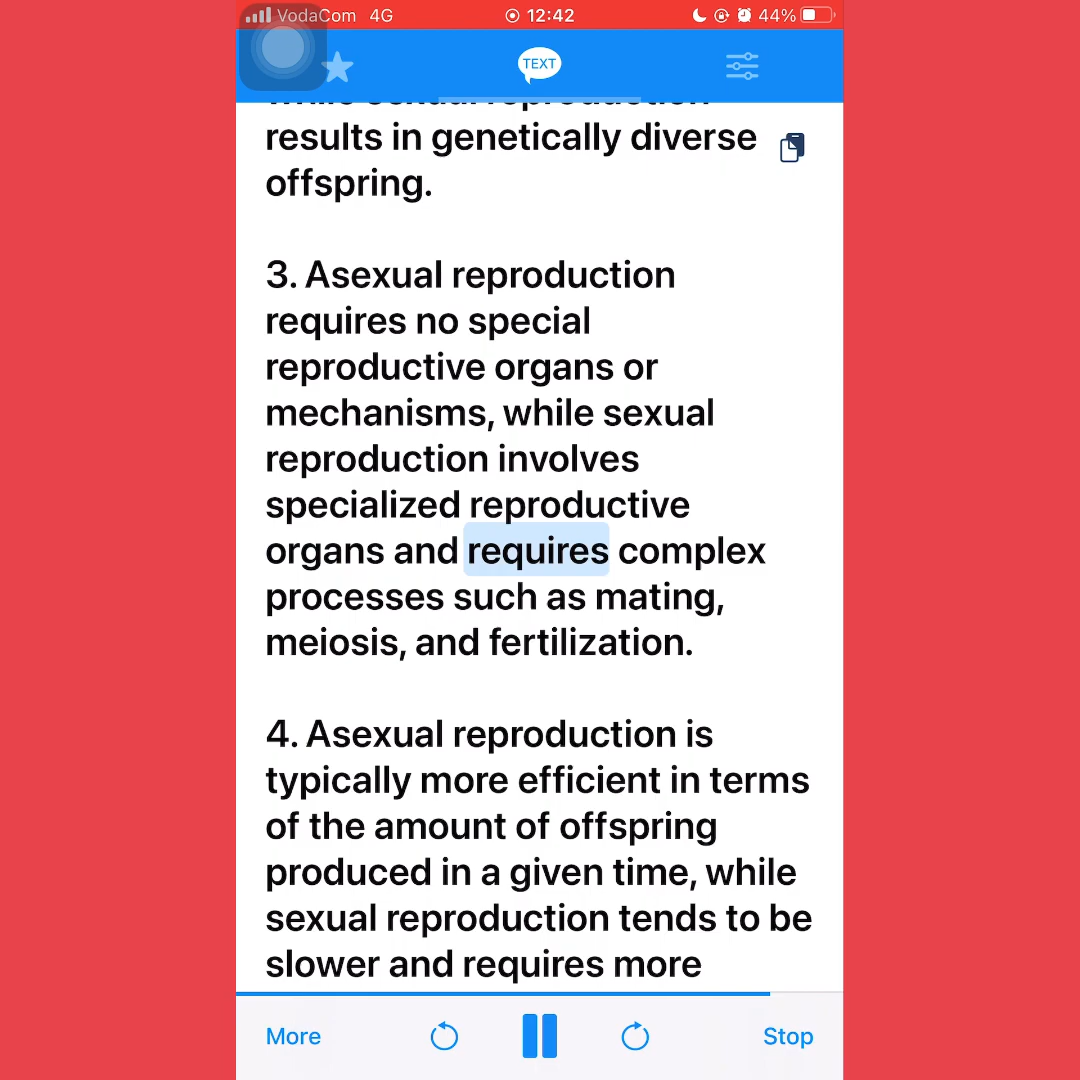 VodaCom 4G 12:42 44%
TEXT
results in genetically diverse
offspring.
3. Asexual reproduction
requires no special
reproductive organs or
mechanisms, while sexual
reproduction involves
specialized reproductive
organs and requires complex
processes such as mating,
meiosis, and fertilization.
4. Asexual reproduction is
typically more efficient in terms
of the amount of offspring
produced in a given time, while
sexual reproduction tends to be
slower and requires more
More Stop